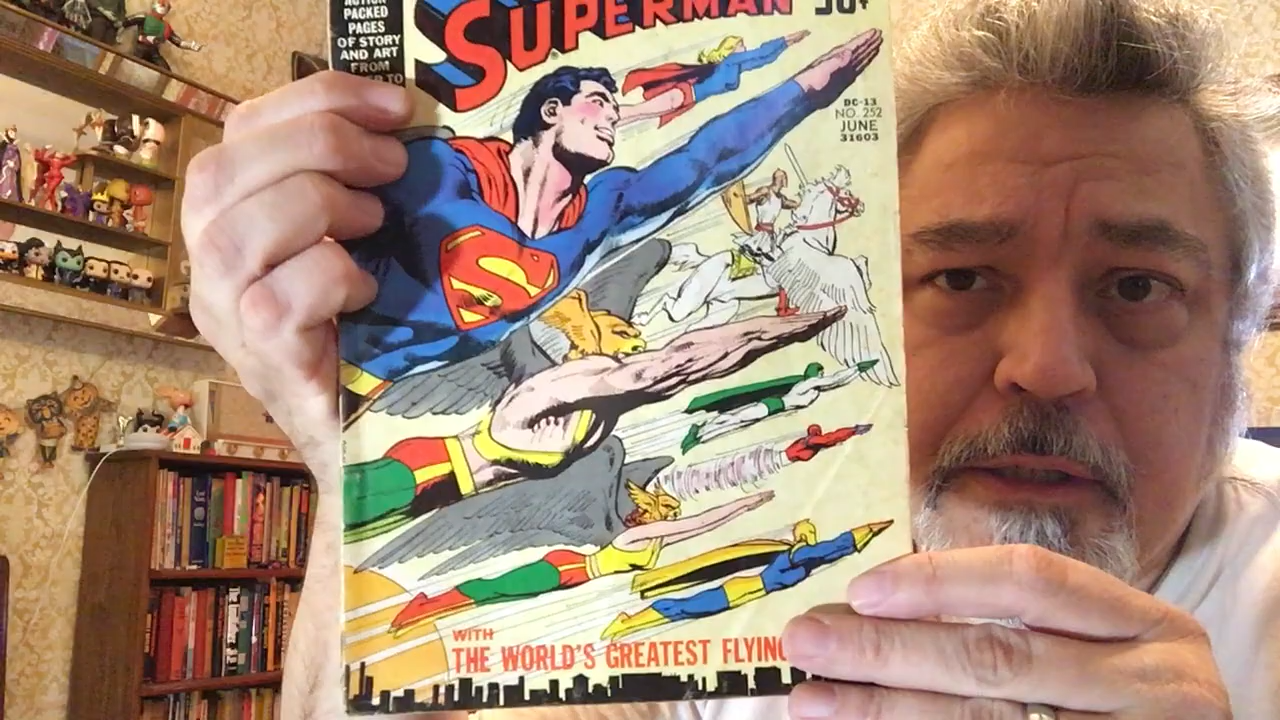 ACTION
PACKED
PAGES
OF STORY
AND ART
FROM
TO
SUPERMAN
DC-13
NO. 252
JUNE
31603
S
WITH
THE WORLD'S GREATEST FLYING